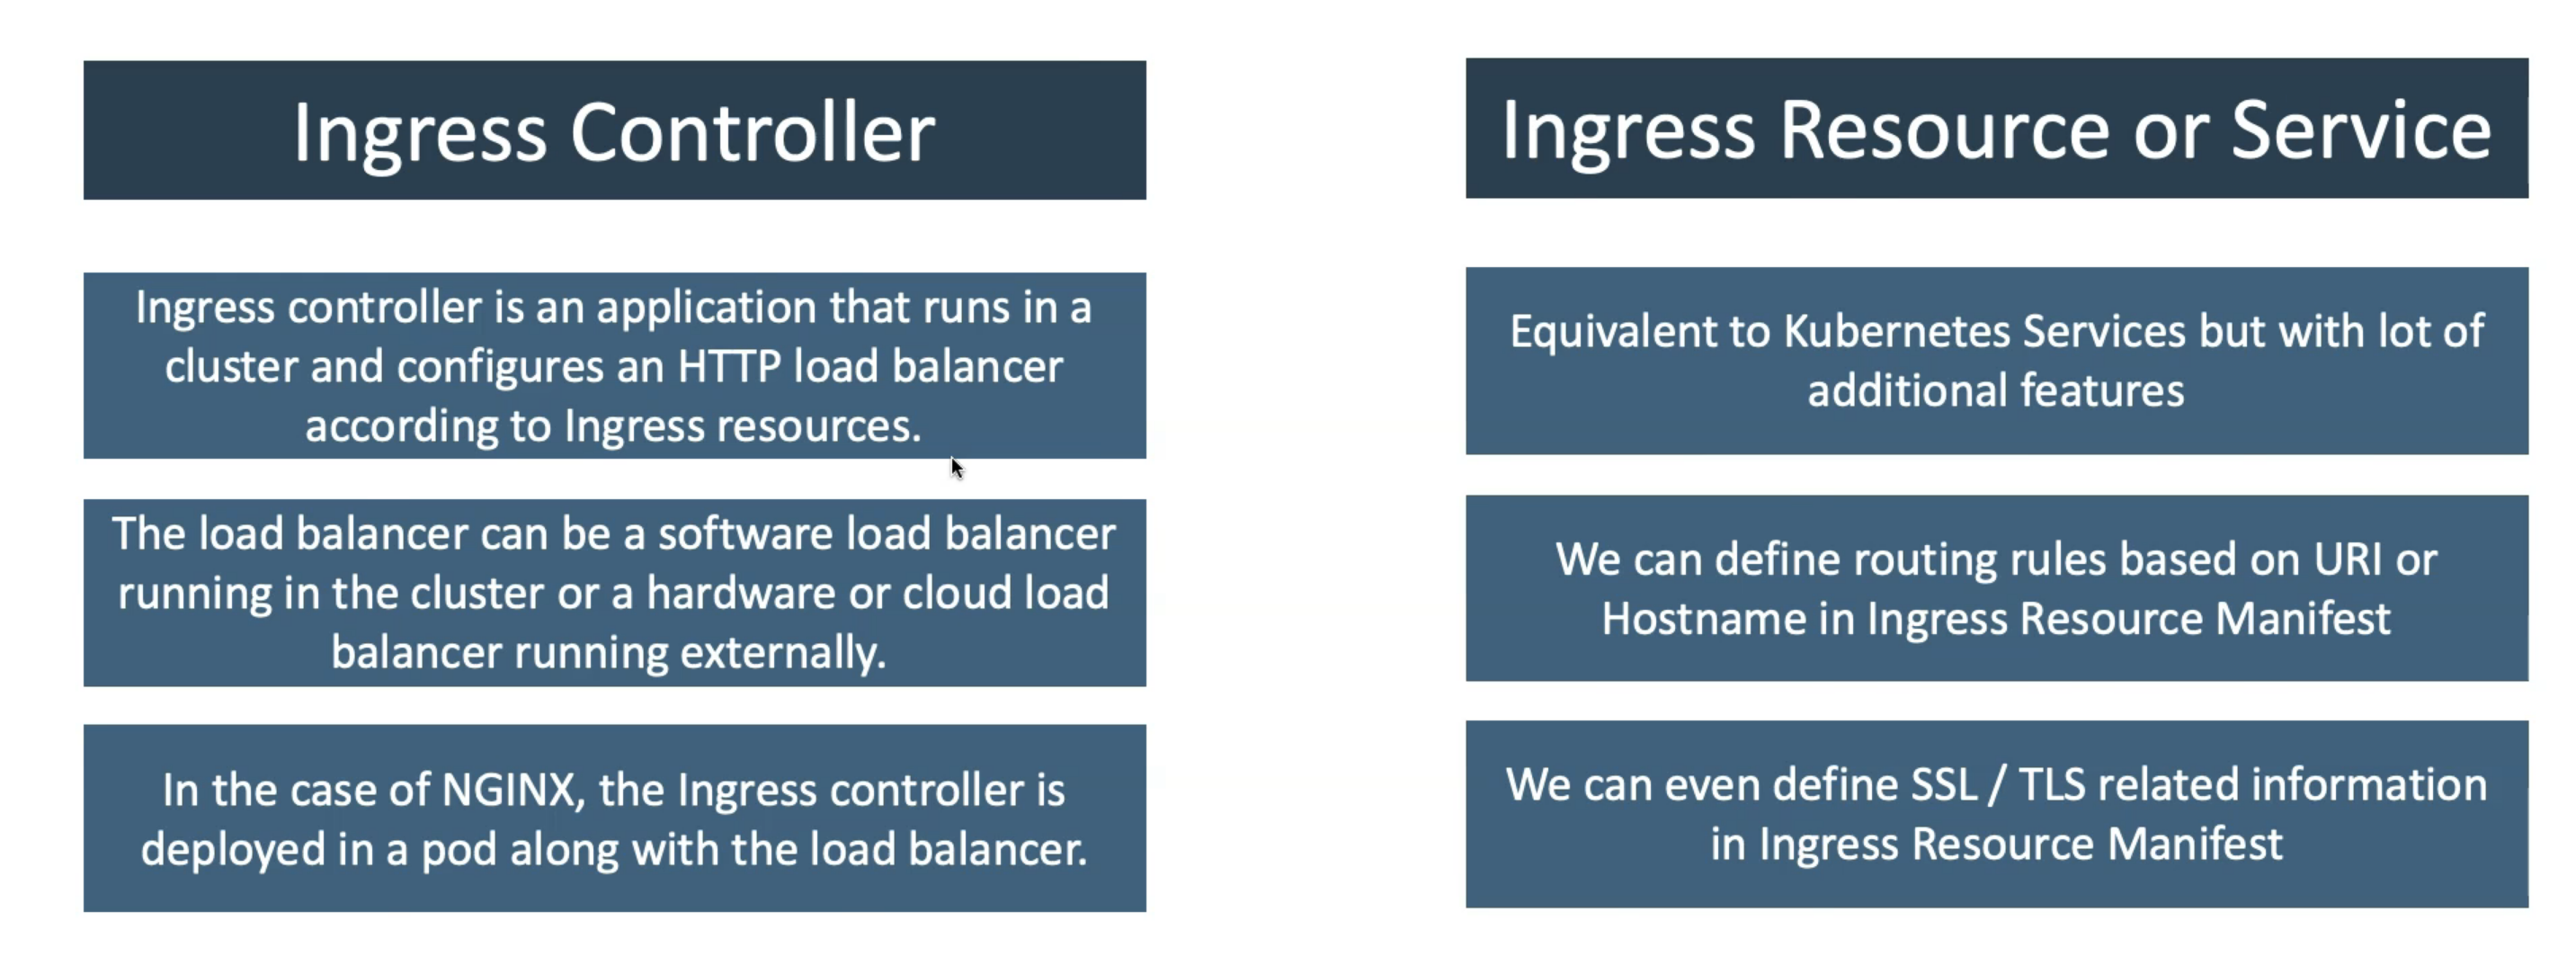 Ingress Controller
Ingress controller is an application that runs in a
cluster and configures an HTTP load balancer
according to Ingress resources.
The load balancer can be a software load balancer
running in the cluster or a hardware or cloud load
balancer running externally.
In the case of NGINX, the Ingress controller is
deployed in a pod along with the load balancer.
Ingress Resource or Service
Equivalent to Kubernetes Services but with lot of
additional features
We can define routing rules based on URI or
Hostname in Ingress Resource Manifest
We can even define SSL / TLS related information
in Ingress Resource Manifest